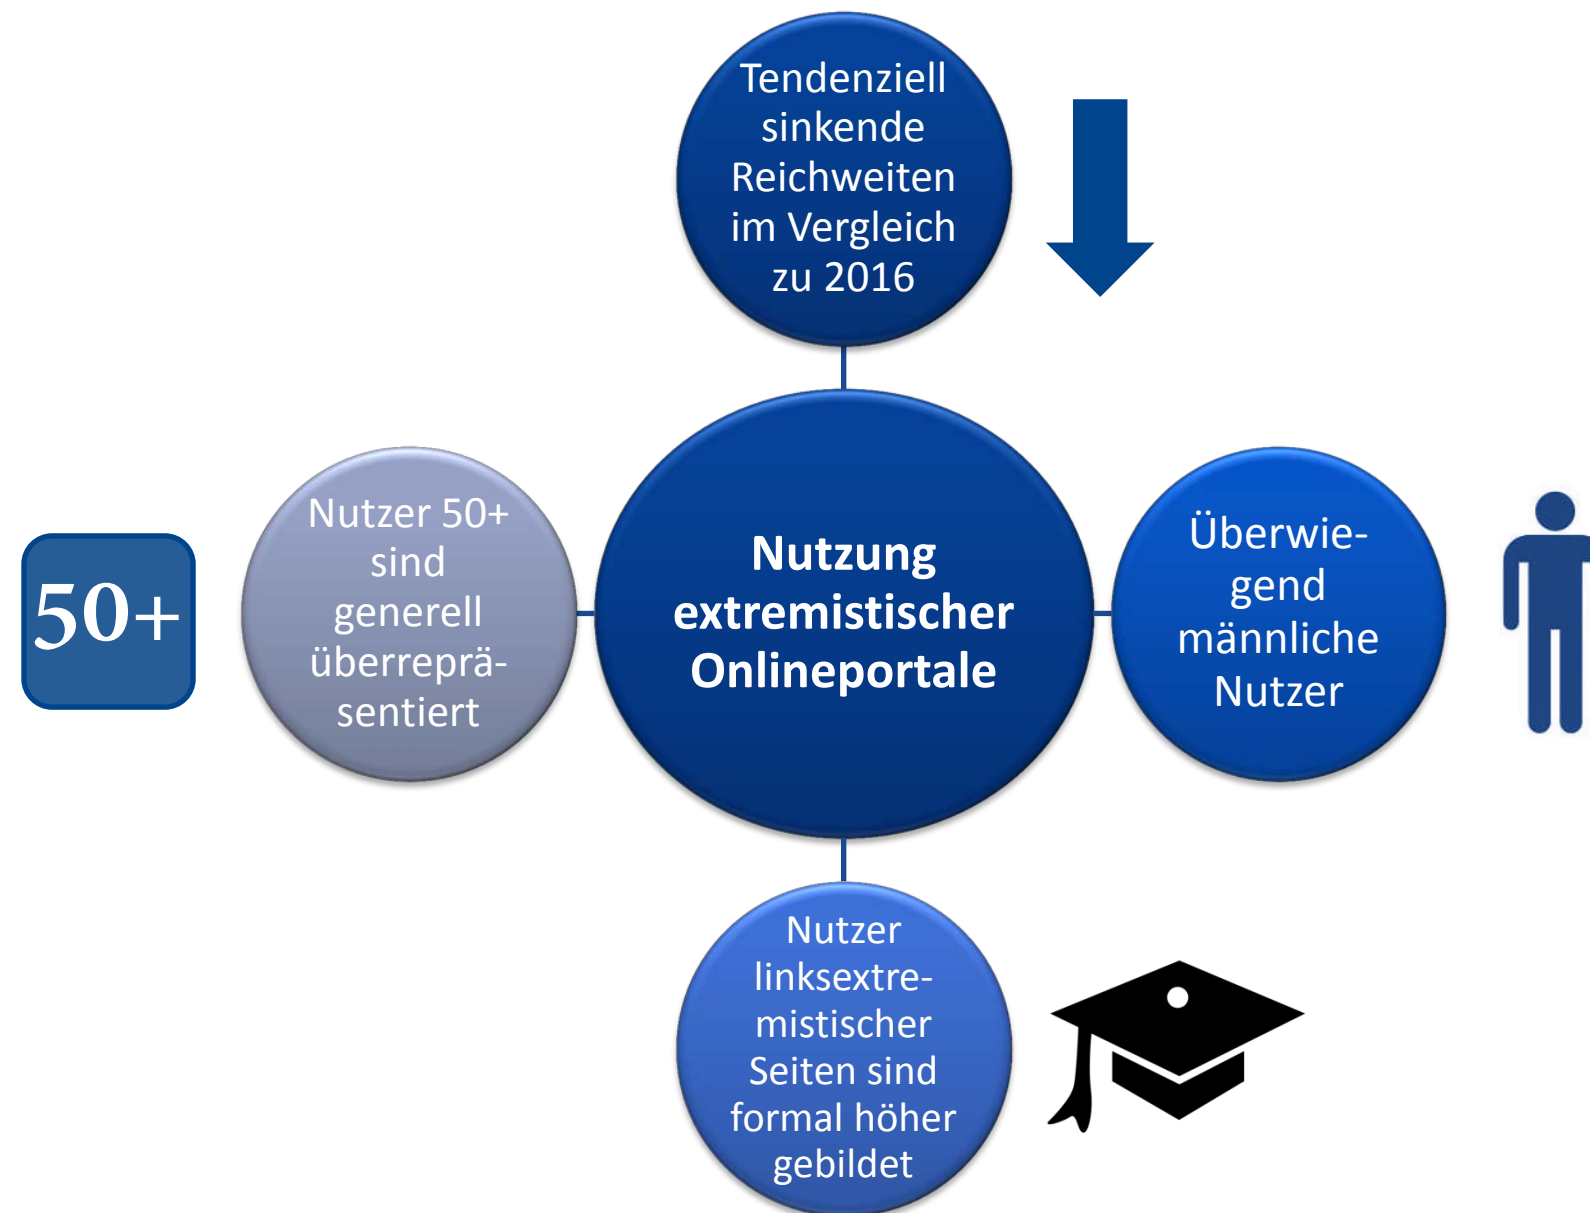 Tendenziell
sinkende
Reichweiten
im Vergleich
zu 2016
50+
Nutzer 50+
sind
generell
überreprä-
sentiert
Nutzung
extremistischer
Onlineportale
Überwie-
gend
männliche
Nutzer
Nutzer
linksextre-
mistischer
Seiten sind
formal höher
gebildet